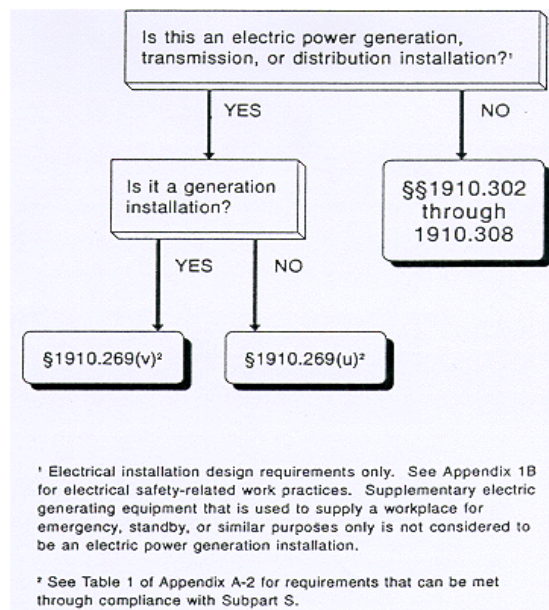 Is this an electric power generation,
transmission, or distribution installation?¹
YES
NO
Is it a generation
installation?
§§1910.302
through
1910.308
YES
NO
§1910.269(v)²
§1910.269(u)²
¹ Electrical installation design requirements only. See Appendix 1B
for electrical safety-related work practices. Supplementary electric
generating equipment that is used to supply a workplace for
emergency, standby, or similar purposes only is not considered to
be an electric power generation installation.
² See Table 1 of Appendix A-2 for requirements that can be met
through compliance with Subpart S.